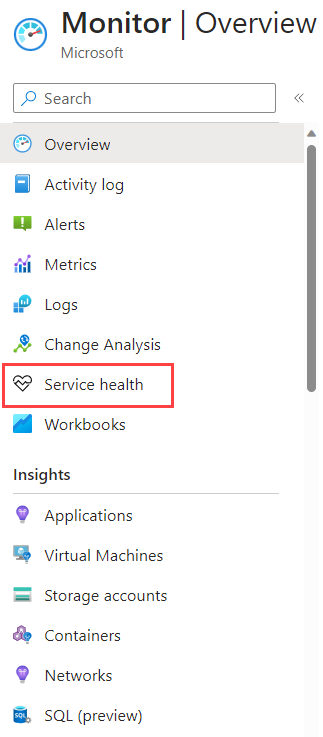 Monitor | Overview
Microsoft
Search
Overview
Activity log
Alerts
Metrics
Logs
Change Analysis
Service health
Workbooks
Insights
Applications
Virtual Machines
Storage accounts
Containers
Networks
SQL (preview)